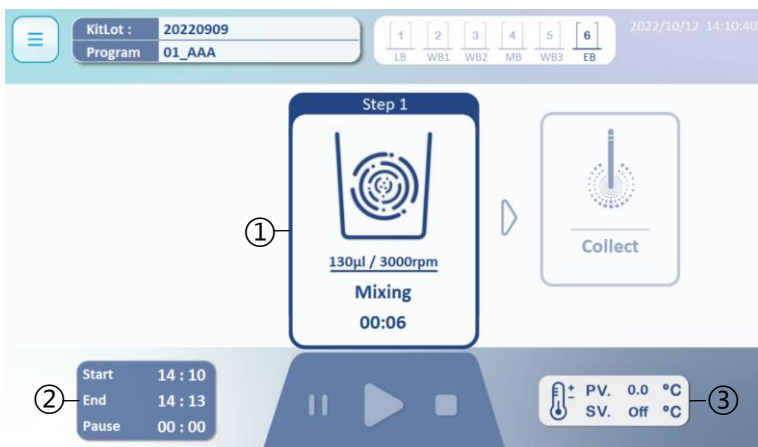 KitLot : 20220909
Program 01_AAA
1 2 3 4 5 6
LB WB1 WB2 MB WB3 EB
2022/10/12 14:10:40
Step 1
130µl / 3000rpm
Mixing
00:06
Collect
①
Start 14 : 10
End 14 : 13
Pause 00 : 00
②
PV. 0.0 °C
SV. Off °C
③